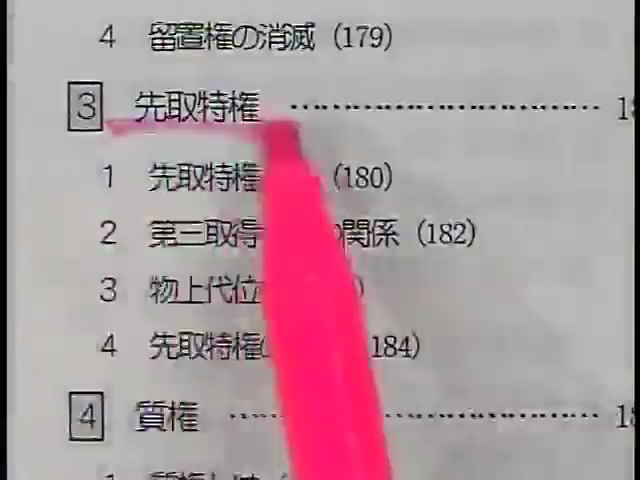 4 留置権の消滅（179）
3 先取特権 ……………………………
1 先取特権 （180）
2 第三取得 の関係（182）
3 物上代位
4 先取特権 184）
4 質権 ……………………………